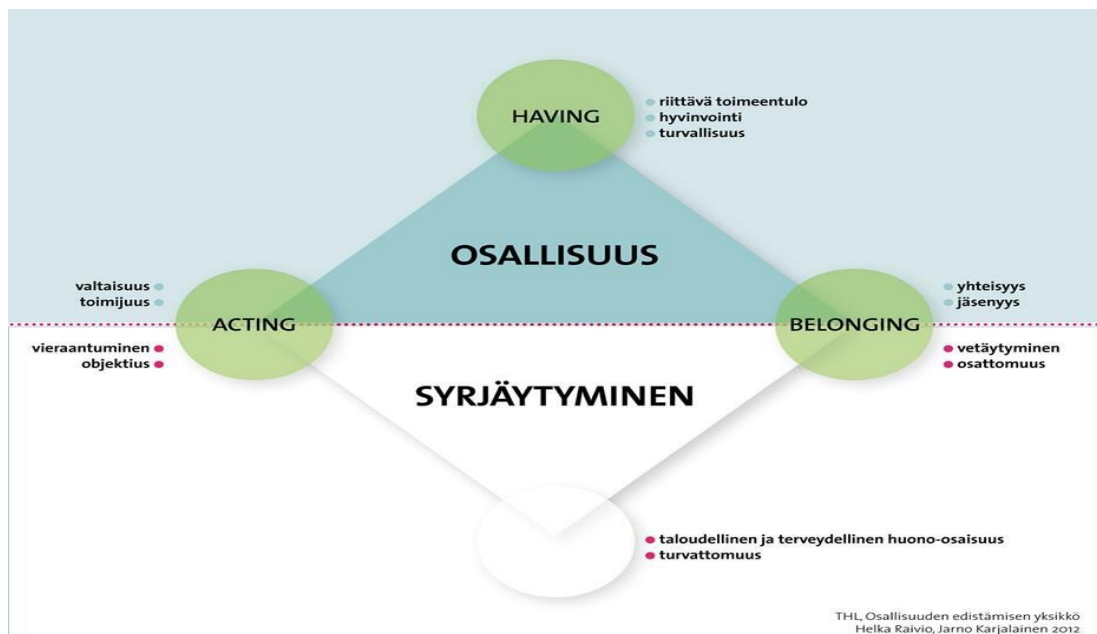 HAVING
riittävä toimeentulo
hyvinvointi
turvallisuus
OSALLISUUS
valtaisuus
toimijuus
ACTING
vieraantuminen
objektius
BELONGING
yhteisyys
jäsenyys
vetäytyminen
osattomuus
SYRJÄYTYMINEN
taloudellinen ja terveydellinen huono-osaisuus
turvattomuus
THL, Osallisuuden edistämisen yksikkö
Helka Raivio, Jarno Karjalainen 2012